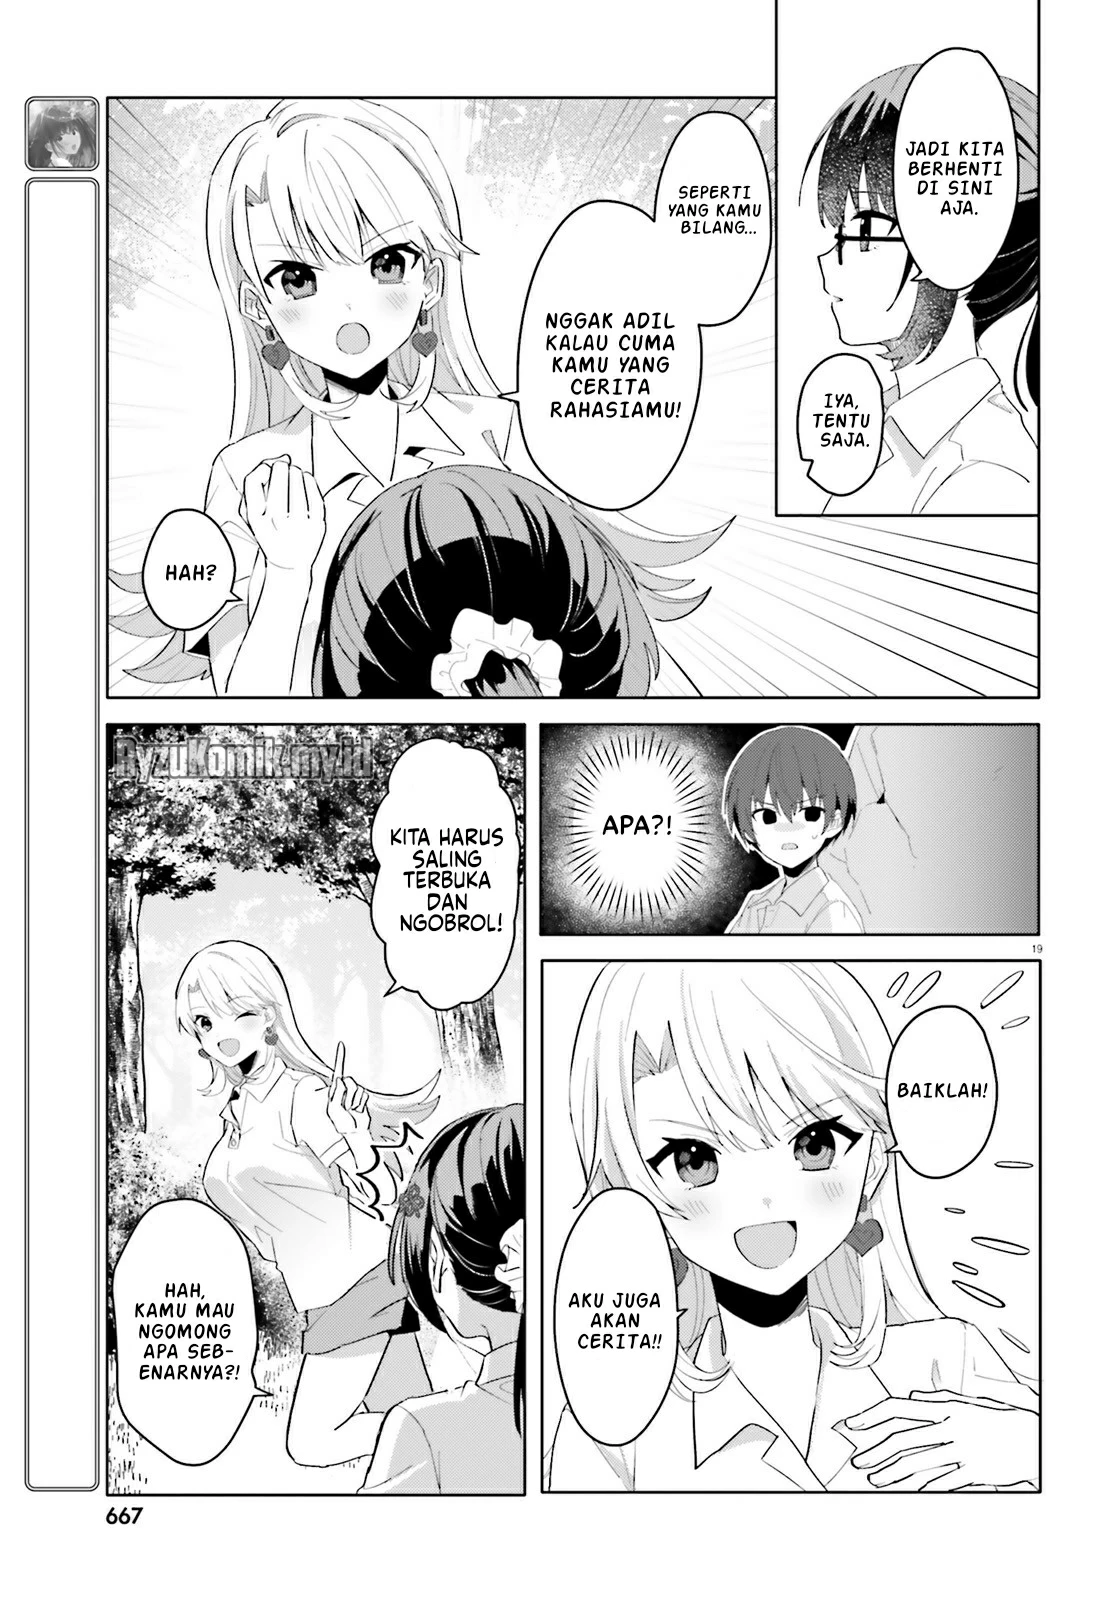 JADI KITA
BERHENTI
DI SINI
AJA.
IYA,
TENTU
SAJA.
SEPERTI
YANG KAMU
BILANG...
NGGAK ADIL
KALAU CUMA
KAMU YANG
CERITA
RAHASIAMU!
HAH?
APA?!
19
BAIKLAH!
AKU JUGA
AKAN
CERITA!!
RyzuKomik.my.id
KITA HARUS
SALING
TERBUKA
DAN
NGOBROL!
HAH,
KAMU MAU
NGOMONG
APA SEB-
ENARNYA?!
667